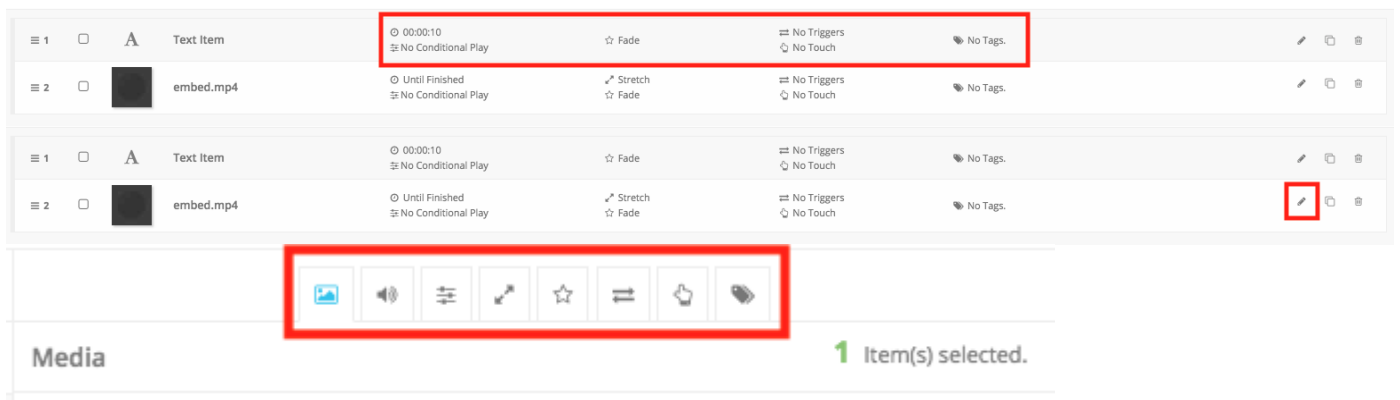 1 A Text Item 00:00:10 Fade No Triggers No Tags.
No Conditional Play No Touch
2 embed.mp4 Until Finished Stretch No Triggers No Tags.
No Conditional Play Fade No Touch
1 A Text Item 00:00:10 Fade No Triggers No Tags.
No Conditional Play No Touch
2 embed.mp4 Until Finished Stretch No Triggers No Tags.
No Conditional Play Fade No Touch
Media 1 Item(s) selected.